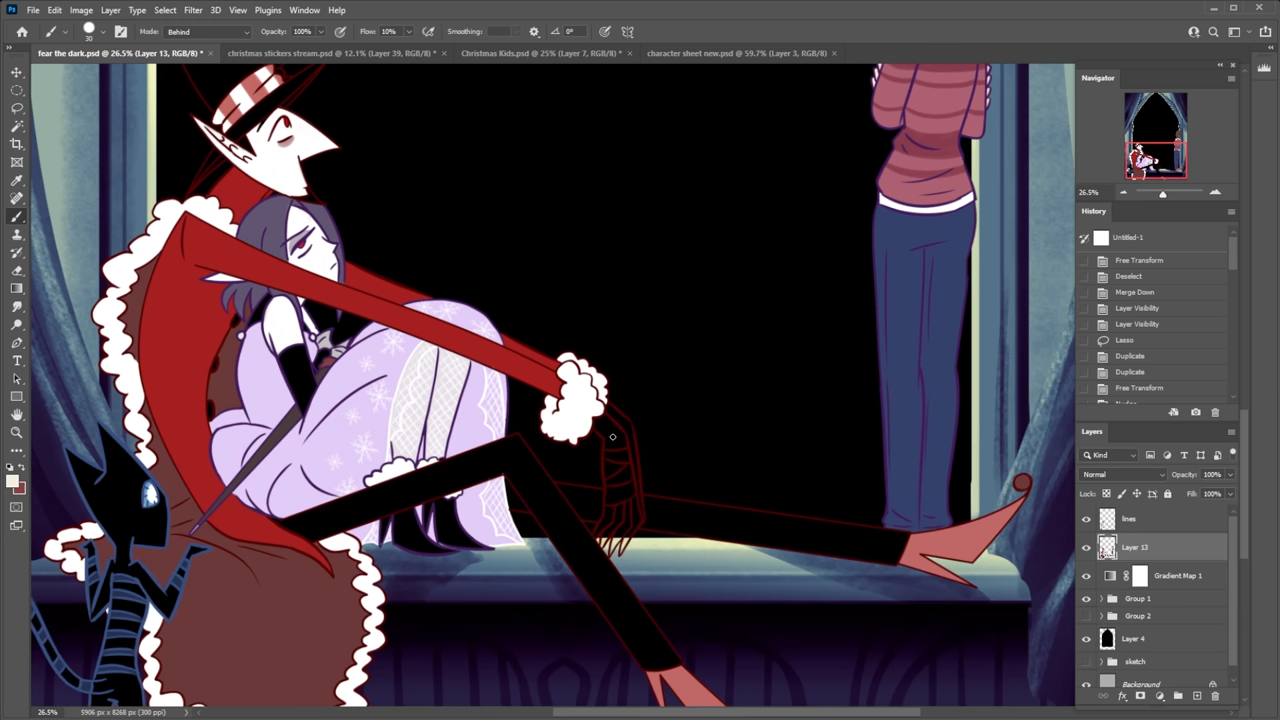 Ps File Edit Image Layer Type Select Filter 3D View Plugins Window Help
30 Mode: Behind Opacity: 100% Flow: 10% Smoothing: 0°
fear the dark.psd @ 26.5% (Layer 13, RGB/8) * × christmas stickers stream.psd @ 12.1% (Layer 39, RGB/8) * × Christmas Kids.psd @ 25% (Layer 7, RGB/8) * × character sheet new.psd @ 59.7% (Layer 3, RGB/8) ×
Navigator
26.5%
History
Untitled-1
Free Transform
Deselect
Merge Down
Layer Visibility
Layer Visibility
Lasso
Duplicate
Duplicate
Free Transform
Nudge
Layers
Kind
Normal Opacity: 100%
Lock: Fill: 100%
lines
Layer 13
Gradient Map 1
Group 1
Group 2
Layer 4
sketch
Background
fx
26.5% 5906 px x 8268 px (300 ppi)